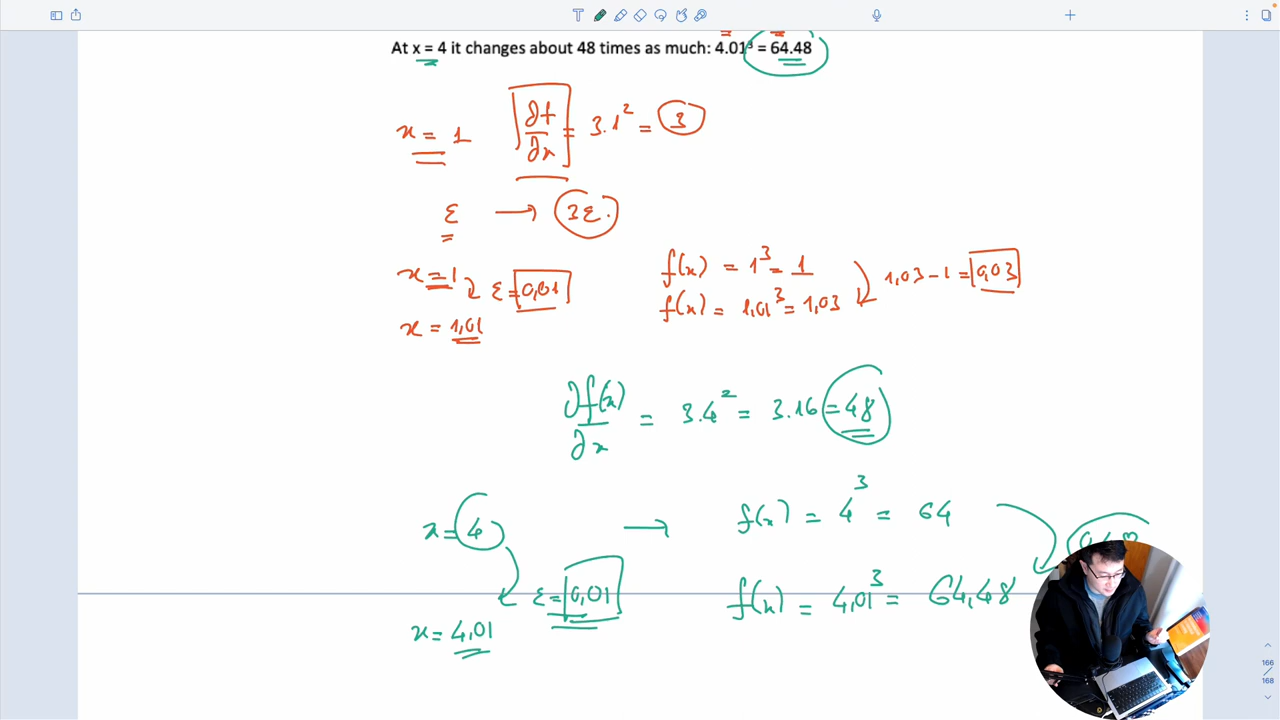 At x = 4 it changes about 48 times as much: 4.01³ = 64.48
x = 1 ∂f/∂x = 3.1² = 3
ε → 3ε.
x = 1 ε = 0,01 f(x) = 1³ = 1 1,03 - 1 = 0,03
x = 1,01 f(x) = 1,01³ = 1,03
∂f(x)/∂x = 3.4² = 3.16 = 48
x = 4 → f(x) = 4³ = 64
ε = 0,01 f(x) = 4,01³ = 64,48
x = 4,01
166
/
168